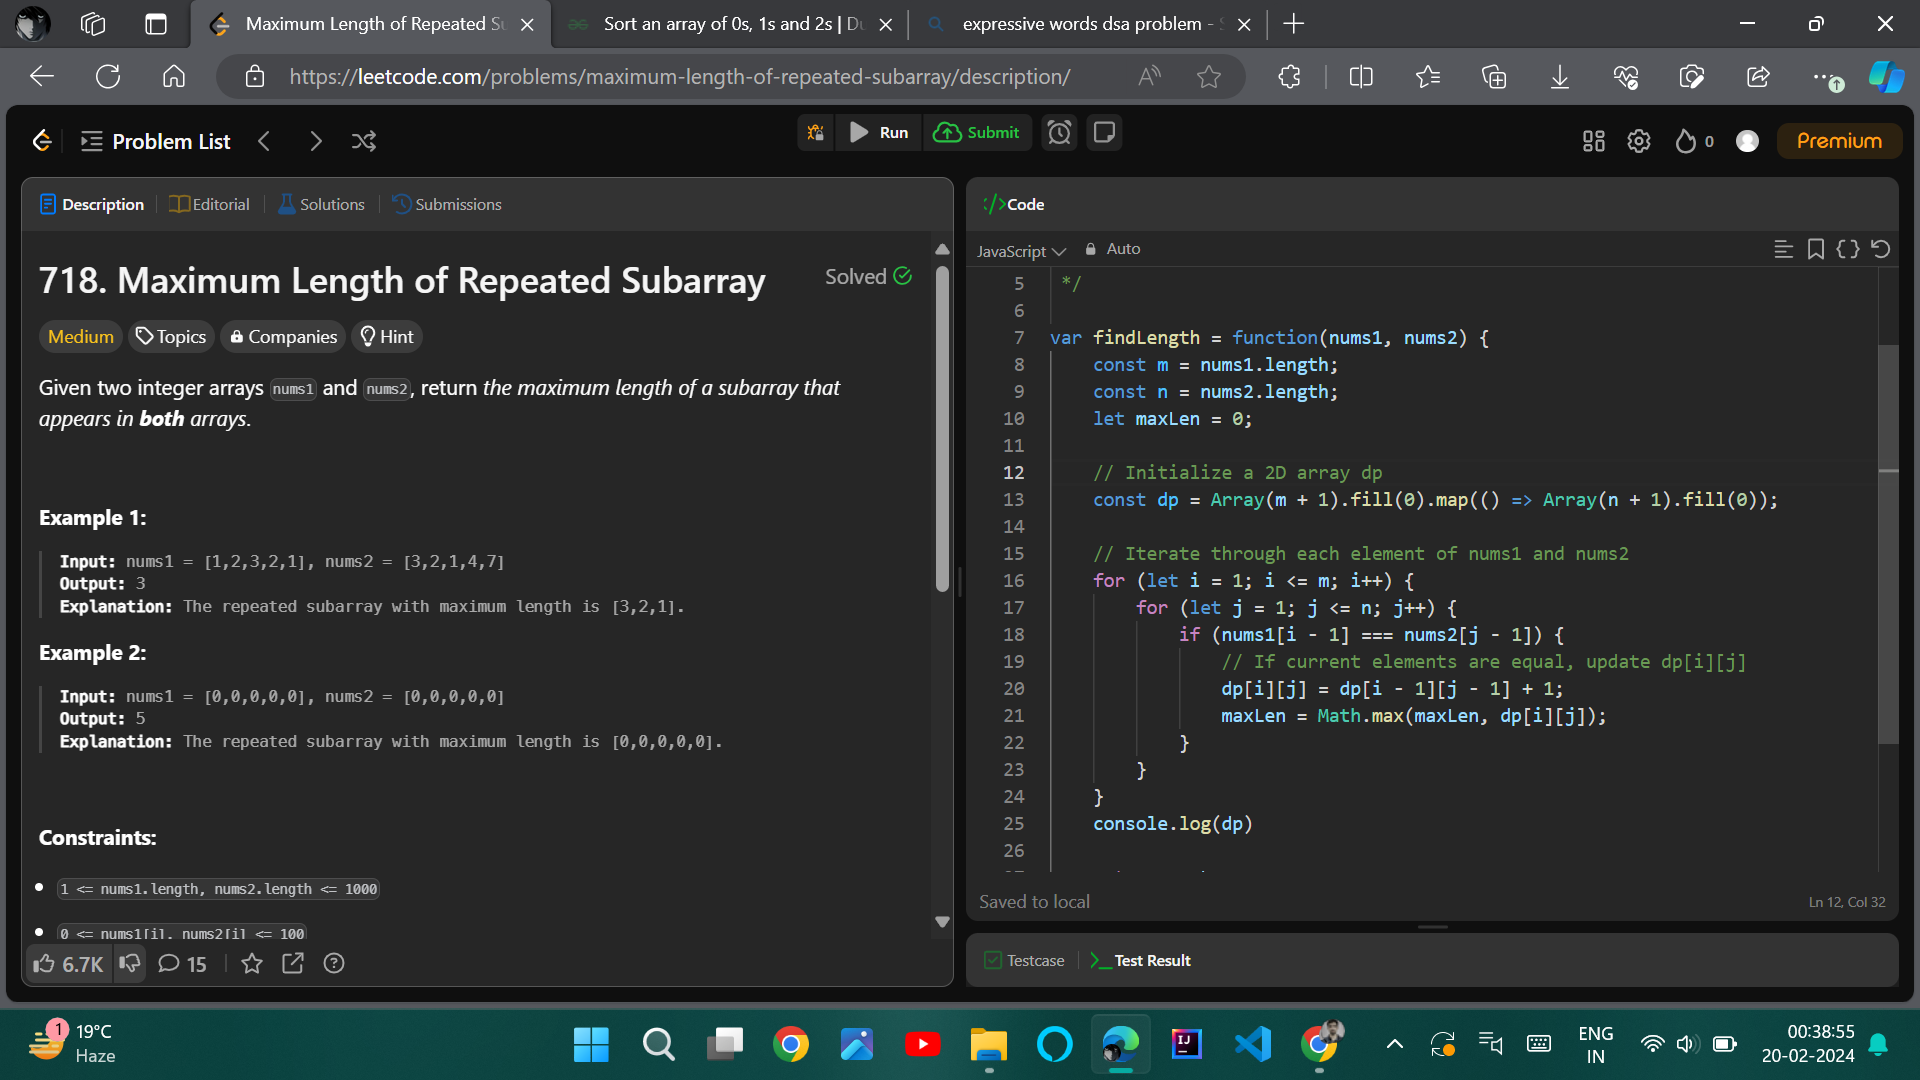 Maximum Length of Repeated Su
Sort an array of 0s, 1s and 2s | Du
expressive words dsa problem - S
https://leetcode.com/problems/maximum-length-of-repeated-subarray/description/
Problem List
Run
Submit
0
Premium
Description
Editorial
Solutions
Submissions
718. Maximum Length of Repeated Subarray
Solved
Medium
Topics
Companies
Hint
Given two integer arrays nums1 and nums2, return the maximum length of a subarray that
appears in both arrays.
Example 1:
Input: nums1 = [1,2,3,2,1], nums2 = [3,2,1,4,7]
Output: 3
Explanation: The repeated subarray with maximum length is [3,2,1].
Example 2:
Input: nums1 = [0,0,0,0,0], nums2 = [0,0,0,0,0]
Output: 5
Explanation: The repeated subarray with maximum length is [0,0,0,0,0].
Constraints:
1 <= nums1.length, nums2.length <= 1000
0 <= nums1[i], nums2[i] <= 100
6.7K
15
</>Code
JavaScript
Auto
5 */
6
7 var findLength = function(nums1, nums2) {
8 const m = nums1.length;
9 const n = nums2.length;
10 let maxLen = 0;
11
12 // Initialize a 2D array dp
13 const dp = Array(m + 1).fill(0).map(() => Array(n + 1).fill(0));
14
15 // Iterate through each element of nums1 and nums2
16 for (let i = 1; i <= m; i++) {
17 for (let j = 1; j <= n; j++) {
18 if (nums1[i - 1] === nums2[j - 1]) {
19 // If current elements are equal, update dp[i][j]
20 dp[i][j] = dp[i - 1][j - 1] + 1;
21 maxLen = Math.max(maxLen, dp[i][j]);
22 }
23 }
24 }
25 console.log(dp)
26
Saved to local
Ln 12, Col 32
Testcase
Test Result
1
19°C
Haze
IJ
ENG
IN
00:38:55
20-02-2024